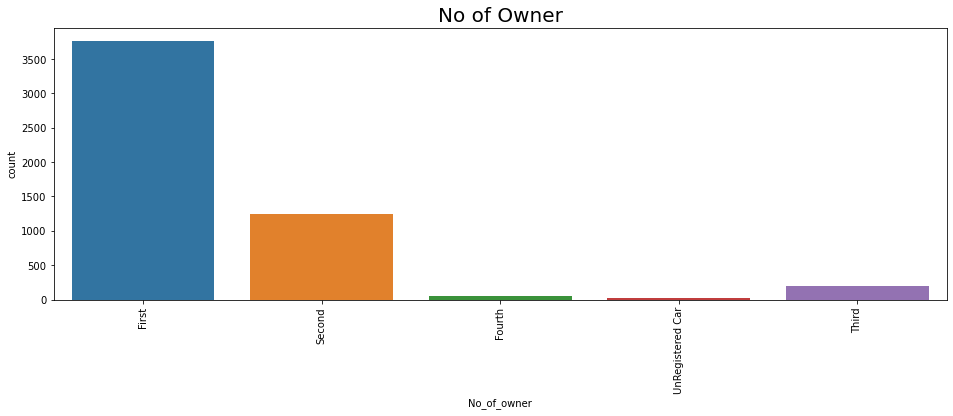 No of Owner
count
3500
3000
2500
2000
1500
1000
500
0
First
Second
Fourth
UnRegistered Car
Third
No_of_owner